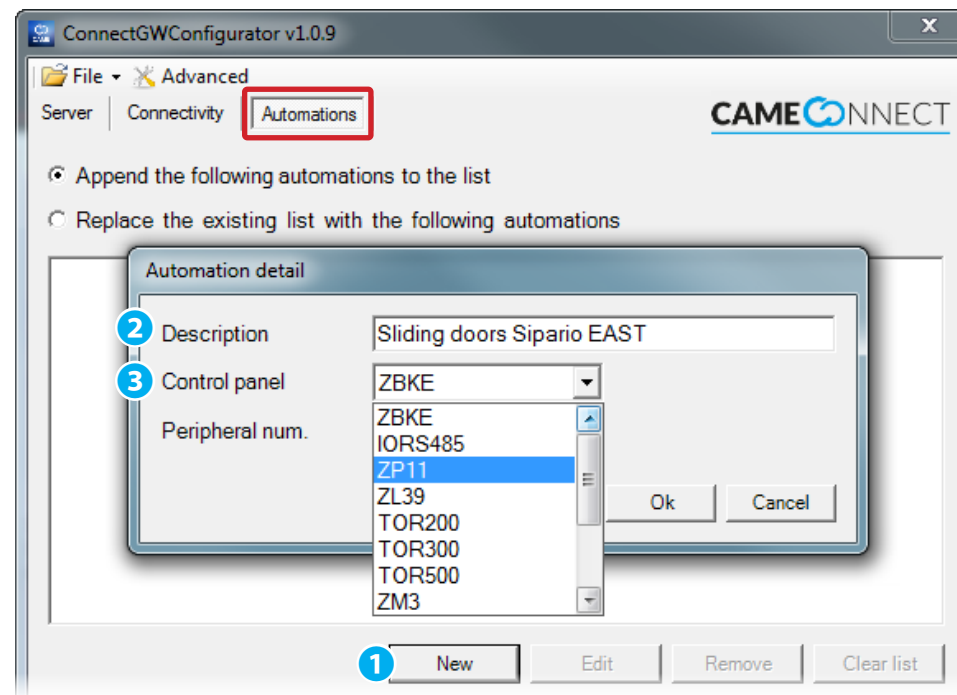 ConnectGWConfigurator v1.0.9
x
File Advanced
Server Connectivity Automations
CAME CONNECT
Append the following automations to the list
Replace the existing list with the following automations
Automation detail
2 Description Sliding doors Sipario EAST
3 Control panel ZBKE
Peripheral num.
ZBKE
IORS485
ZP11
ZL39
TOR200
TOR300
TOR500
ZM3
Ok Cancel
1 New Edit Remove Clear list